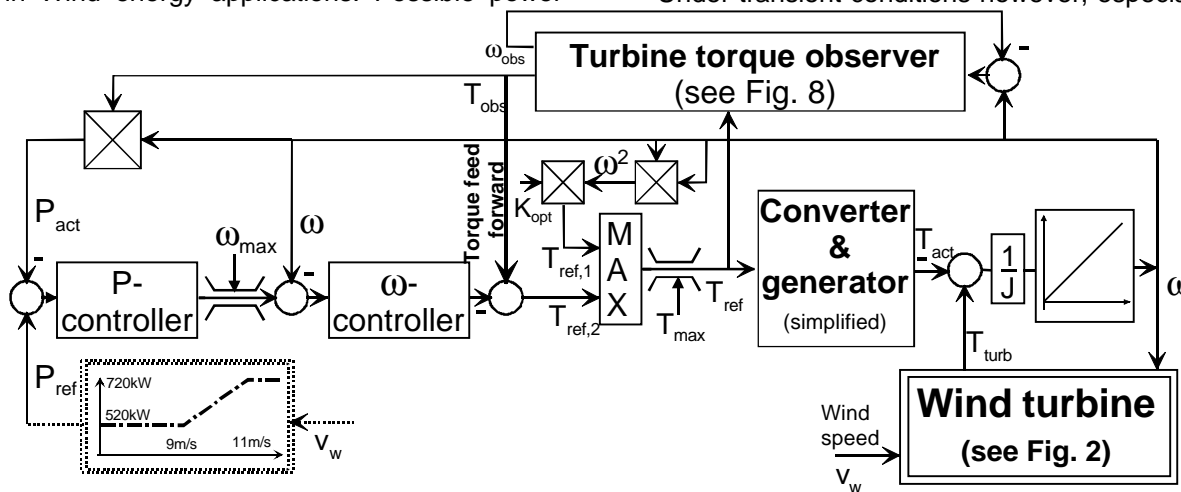 in wind energy applications. Possible power
Under transient conditions however, especia
ω_obs
Turbine torque observer
(see Fig. 8)
-
T_obs
Torque feed
forward
ω²
K_opt
P_act
ω_max
ω
T_ref,1
M
A
X
Converter
&
generator
(simplified)
T_act
-
1
J
ω
-
P-
controller
-
ω-
controller
-
T_ref,2
T_max
T_ref
T_turb
P_ref
720kW
520kW
9m/s
11m/s
v_w
Wind
speed
v_w
Wind turbine
(see Fig. 2)